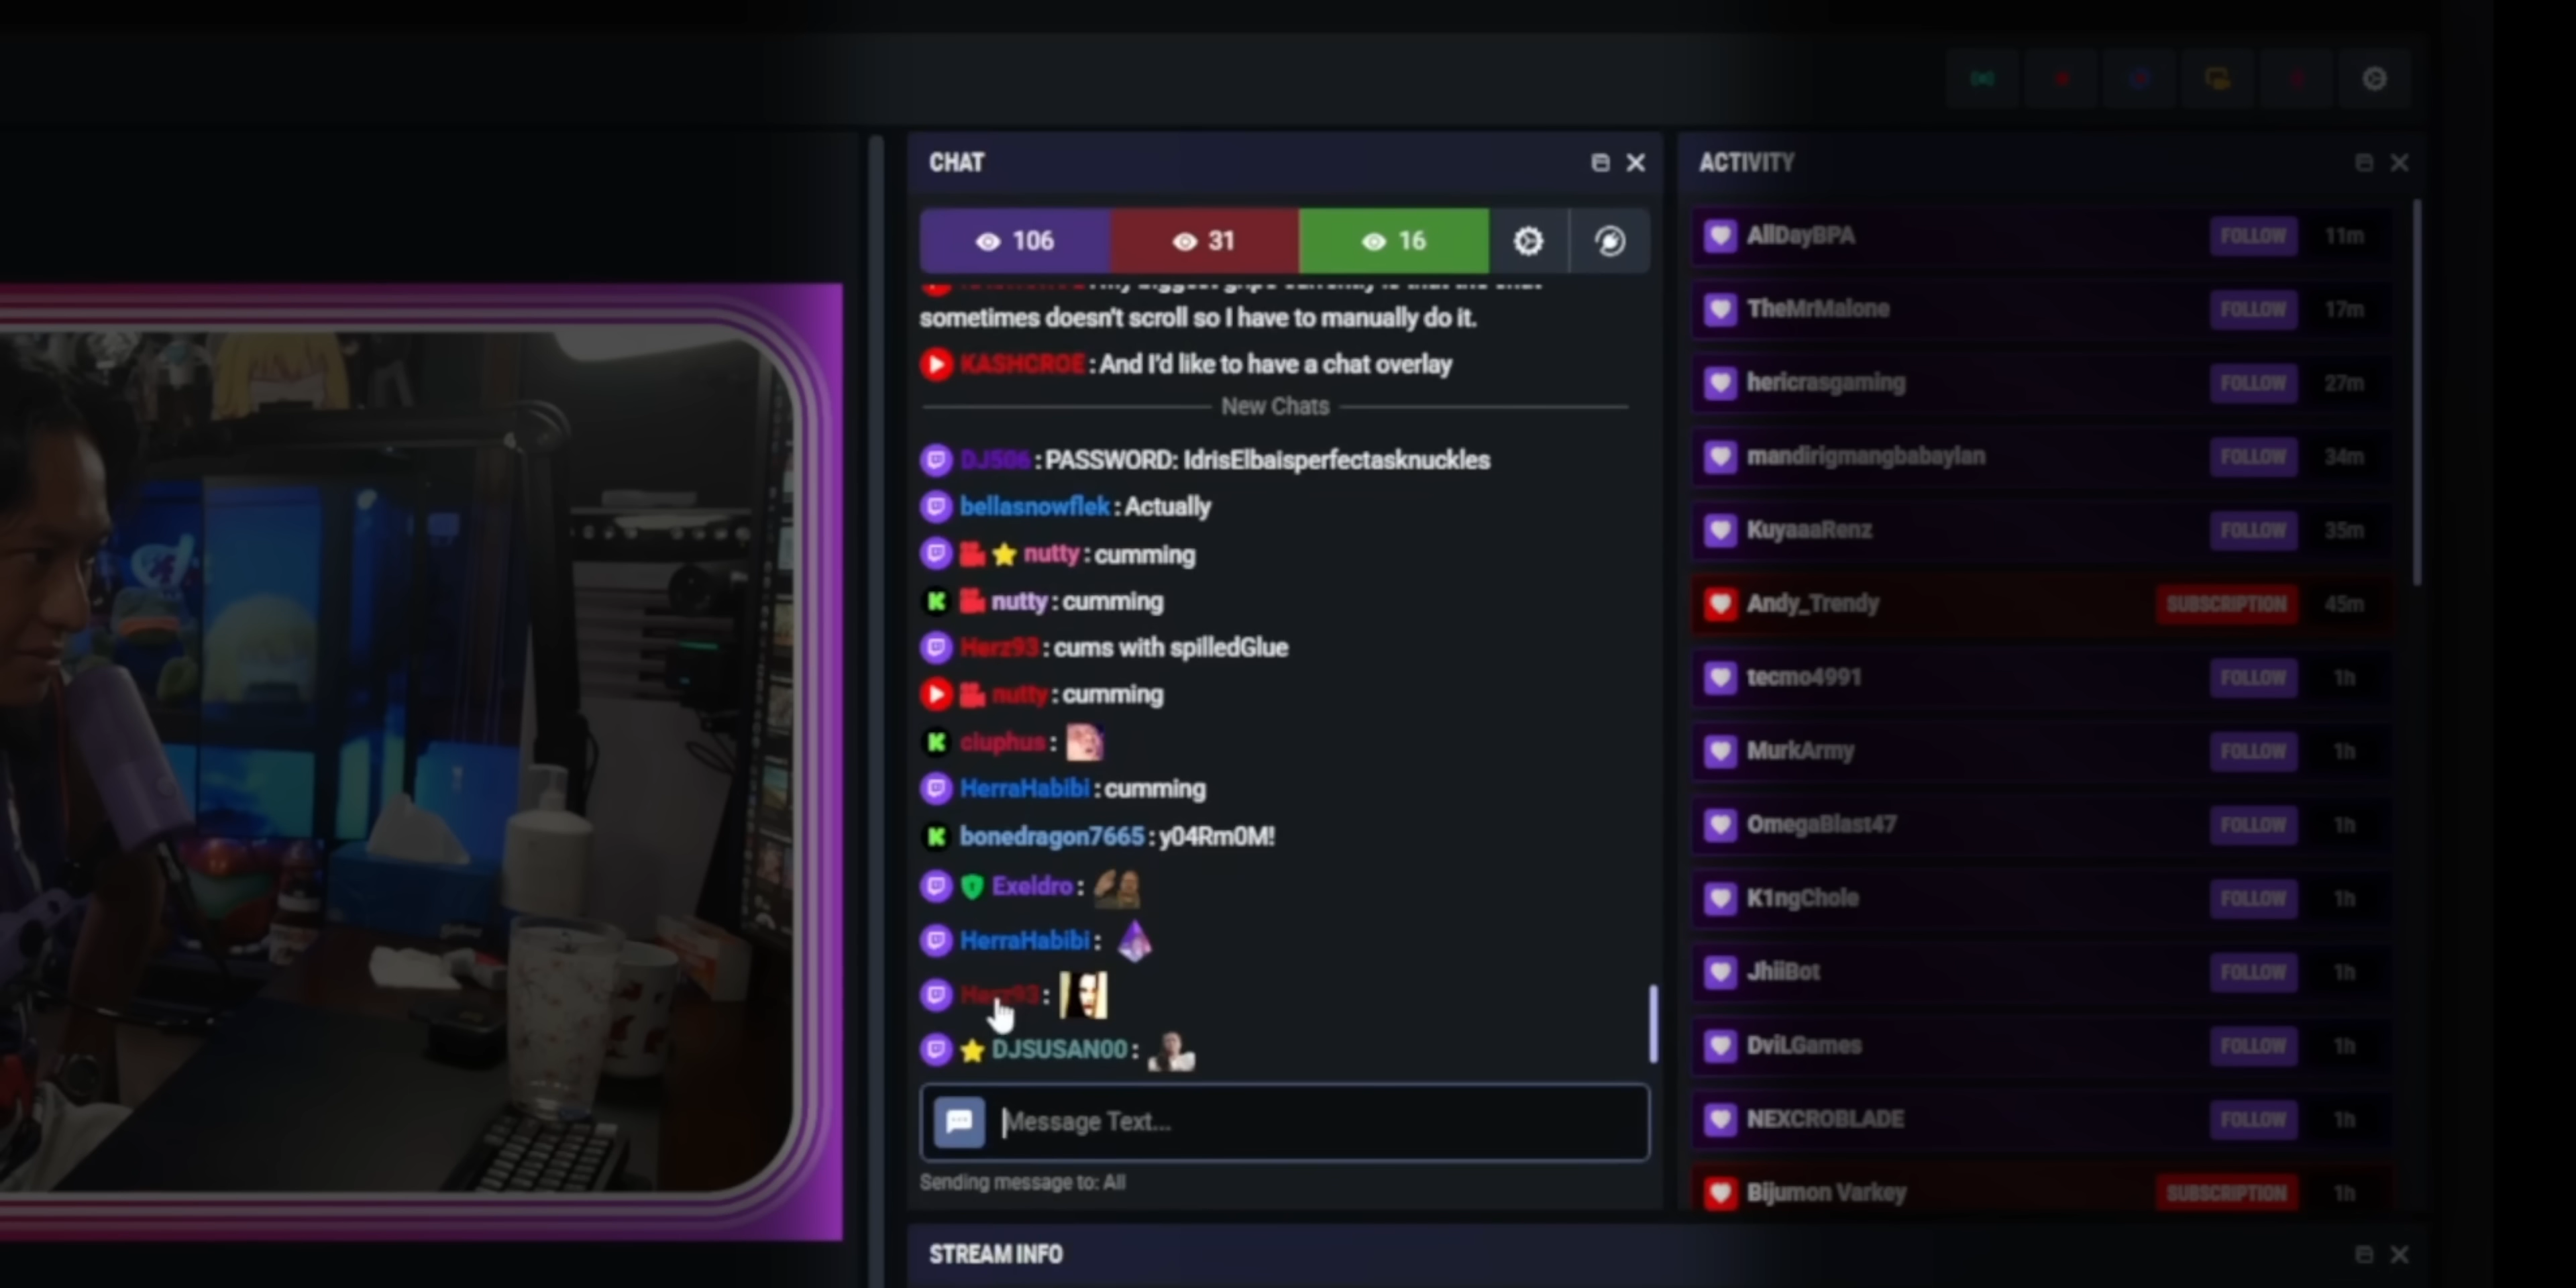 CHAT
106
31
16
sometimes doesn't scroll so I have to manually do it.
KASHCROE: And I'd like to have a chat overlay
New Chats
DJ506: PASSWORD: IdrisElbaisperfectasknuckles
bellasnowflek: Actually
nutty: cumming
nutty: cumming
Herz93: cums with spilledGlue
nutty: cumming
ciuphus:
HerraHabibi: cumming
bonedragon7665: y04Rm0M!
Exeldro:
HerraHabibi:
Herz93:
DJSUSAN00:
Message Text...
Sending message to: All
STREAM INFO
ACTIVITY
AllDayBPA FOLLOW 11m
TheMrMalone FOLLOW 17m
hericrasgaming FOLLOW 27m
mandirigmangbabaylan FOLLOW 34m
KuyaaaRenz FOLLOW 35m
Andy_Trendy SUBSCRIPTION 45m
tecmo4991 FOLLOW 1h
MurkArmy FOLLOW 1h
OmegaBlast47 FOLLOW 1h
K1ngChole FOLLOW 1h
JhiiBot FOLLOW 1h
DviLGames FOLLOW 1h
NEXCROBLADE FOLLOW 1h
Bijumon Varkey SUBSCRIPTION 1h